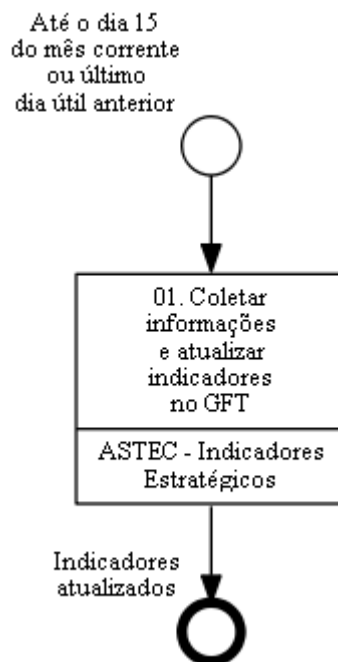 Até o dia 15
do mês corrente
ou último
dia útil anterior
01. Coletar
informações
e atualizar
indicadores
no GFT
ASTEC - Indicadores
Estratégicos
Indicadores
atualizados